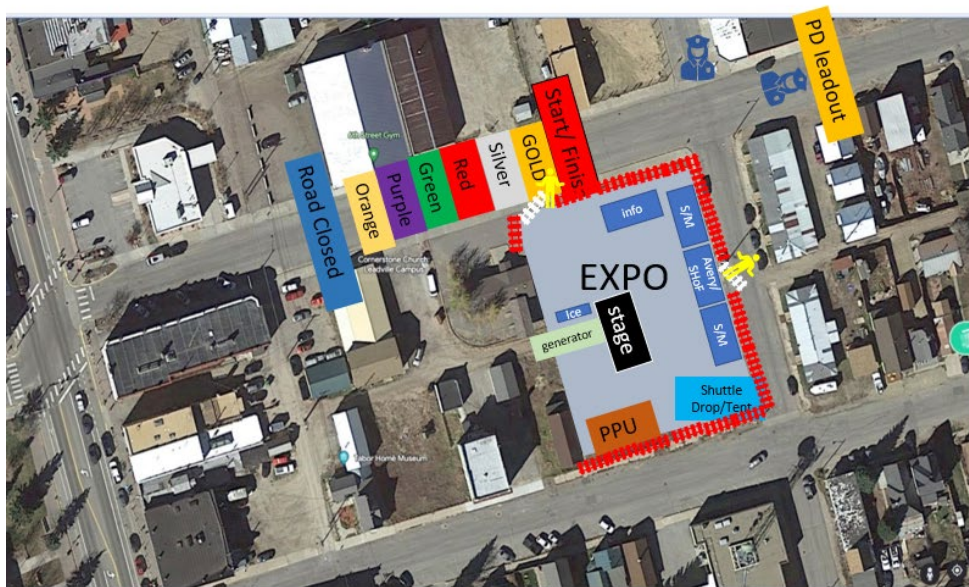 PD leadout
6th Street Gym
Start/ Finis
GOLD
Silver
Red
Green
Purple
Orange
Road Closed
Cornerstone Church
Leadville Campus
info
S/M
Avery/
SHoF
S/M
EXPO
Ice
generator
stage
Shuttle
Drop/Tent
PPU
Tabor Home Museum